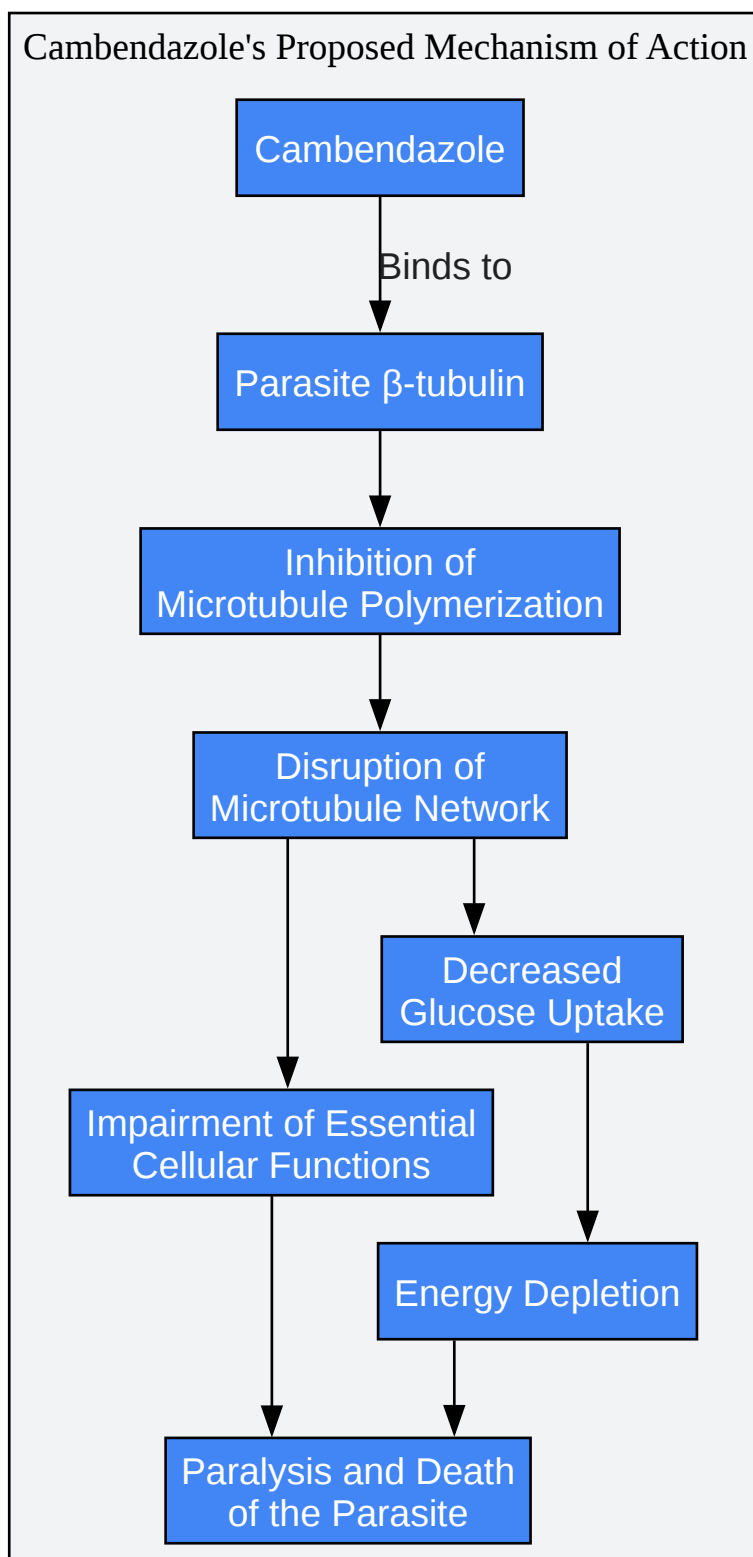 Cambendazole's Proposed Mechanism of Action
Cambendazole
Binds to
Parasite β-tubulin
Inhibition of
Microtubule Polymerization
Disruption of
Microtubule Network
Decreased
Glucose Uptake
Impairment of Essential
Cellular Functions
Energy Depletion
Paralysis and Death
of the Parasite